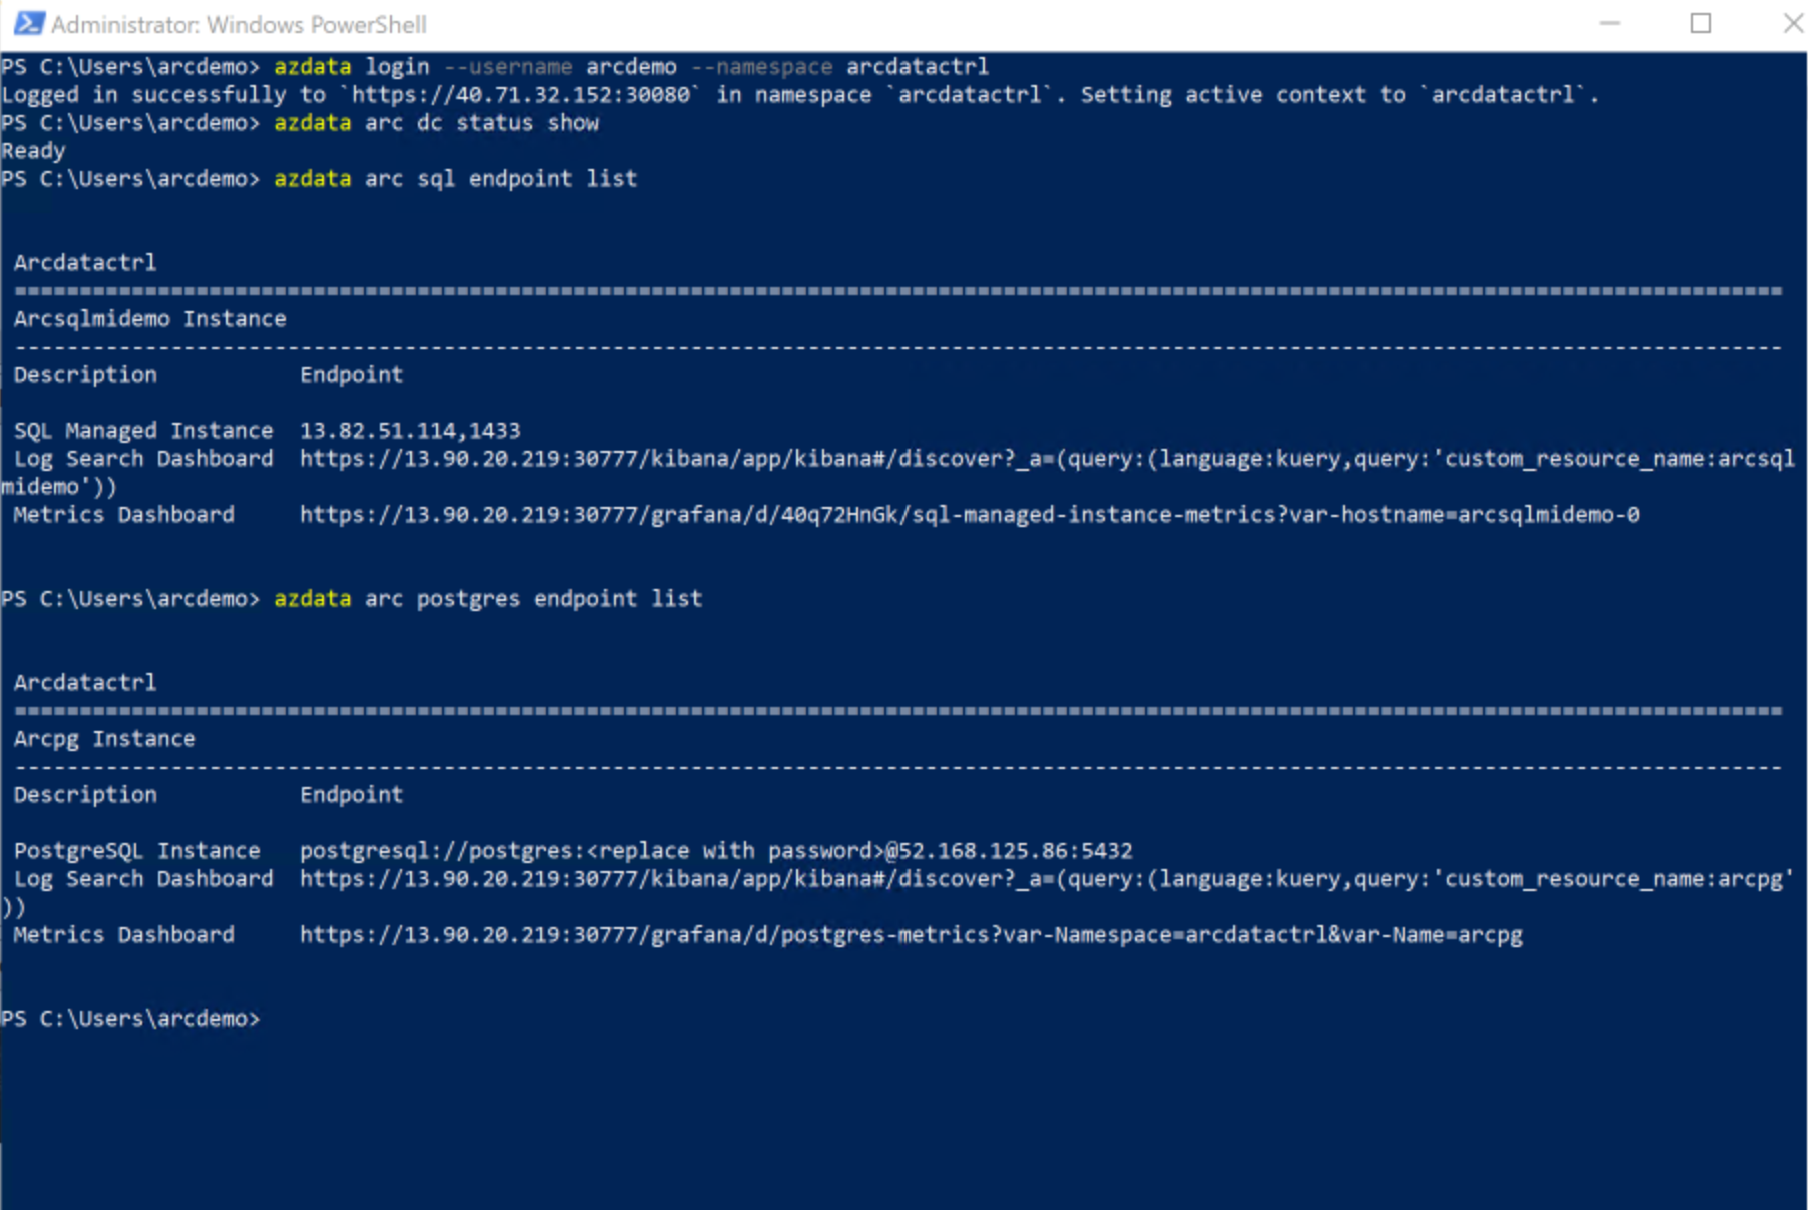 Administrator: Windows PowerShell
PS C:\Users\arcdemo> azdata login --username arcdemo --namespace arcdatactrl
Logged in successfully to `https://40.71.32.152:30080` in namespace `arcdatactrl`. Setting active context to `arcdatactrl`.
PS C:\Users\arcdemo> azdata arc dc status show
Ready
PS C:\Users\arcdemo> azdata arc sql endpoint list
Arcdatactrl
=========================================================================================================================================
Arcsqlmidemo Instance
-----------------------------------------------------------------------------------------------------------------------------------------
Description           Endpoint
SQL Managed Instance  13.82.51.114,1433
Log Search Dashboard  https://13.90.20.219:30777/kibana/app/kibana#/discover?_a=(query:(language:kuery,query:'custom_resource_name:arcsql
midemo'))
Metrics Dashboard     https://13.90.20.219:30777/grafana/d/40q72HnGk/sql-managed-instance-metrics?var-hostname=arcsqlmidemo-0
PS C:\Users\arcdemo> azdata arc postgres endpoint list
Arcdatactrl
=========================================================================================================================================
Arcpg Instance
-----------------------------------------------------------------------------------------------------------------------------------------
Description           Endpoint
PostgreSQL Instance   postgresql://postgres:<replace with password>@52.168.125.86:5432
Log Search Dashboard  https://13.90.20.219:30777/kibana/app/kibana#/discover?_a=(query:(language:kuery,query:'custom_resource_name:arcpg'
))
Metrics Dashboard     https://13.90.20.219:30777/grafana/d/postgres-metrics?var-Namespace=arcdatactrl&var-Name=arcpg
PS C:\Users\arcdemo>